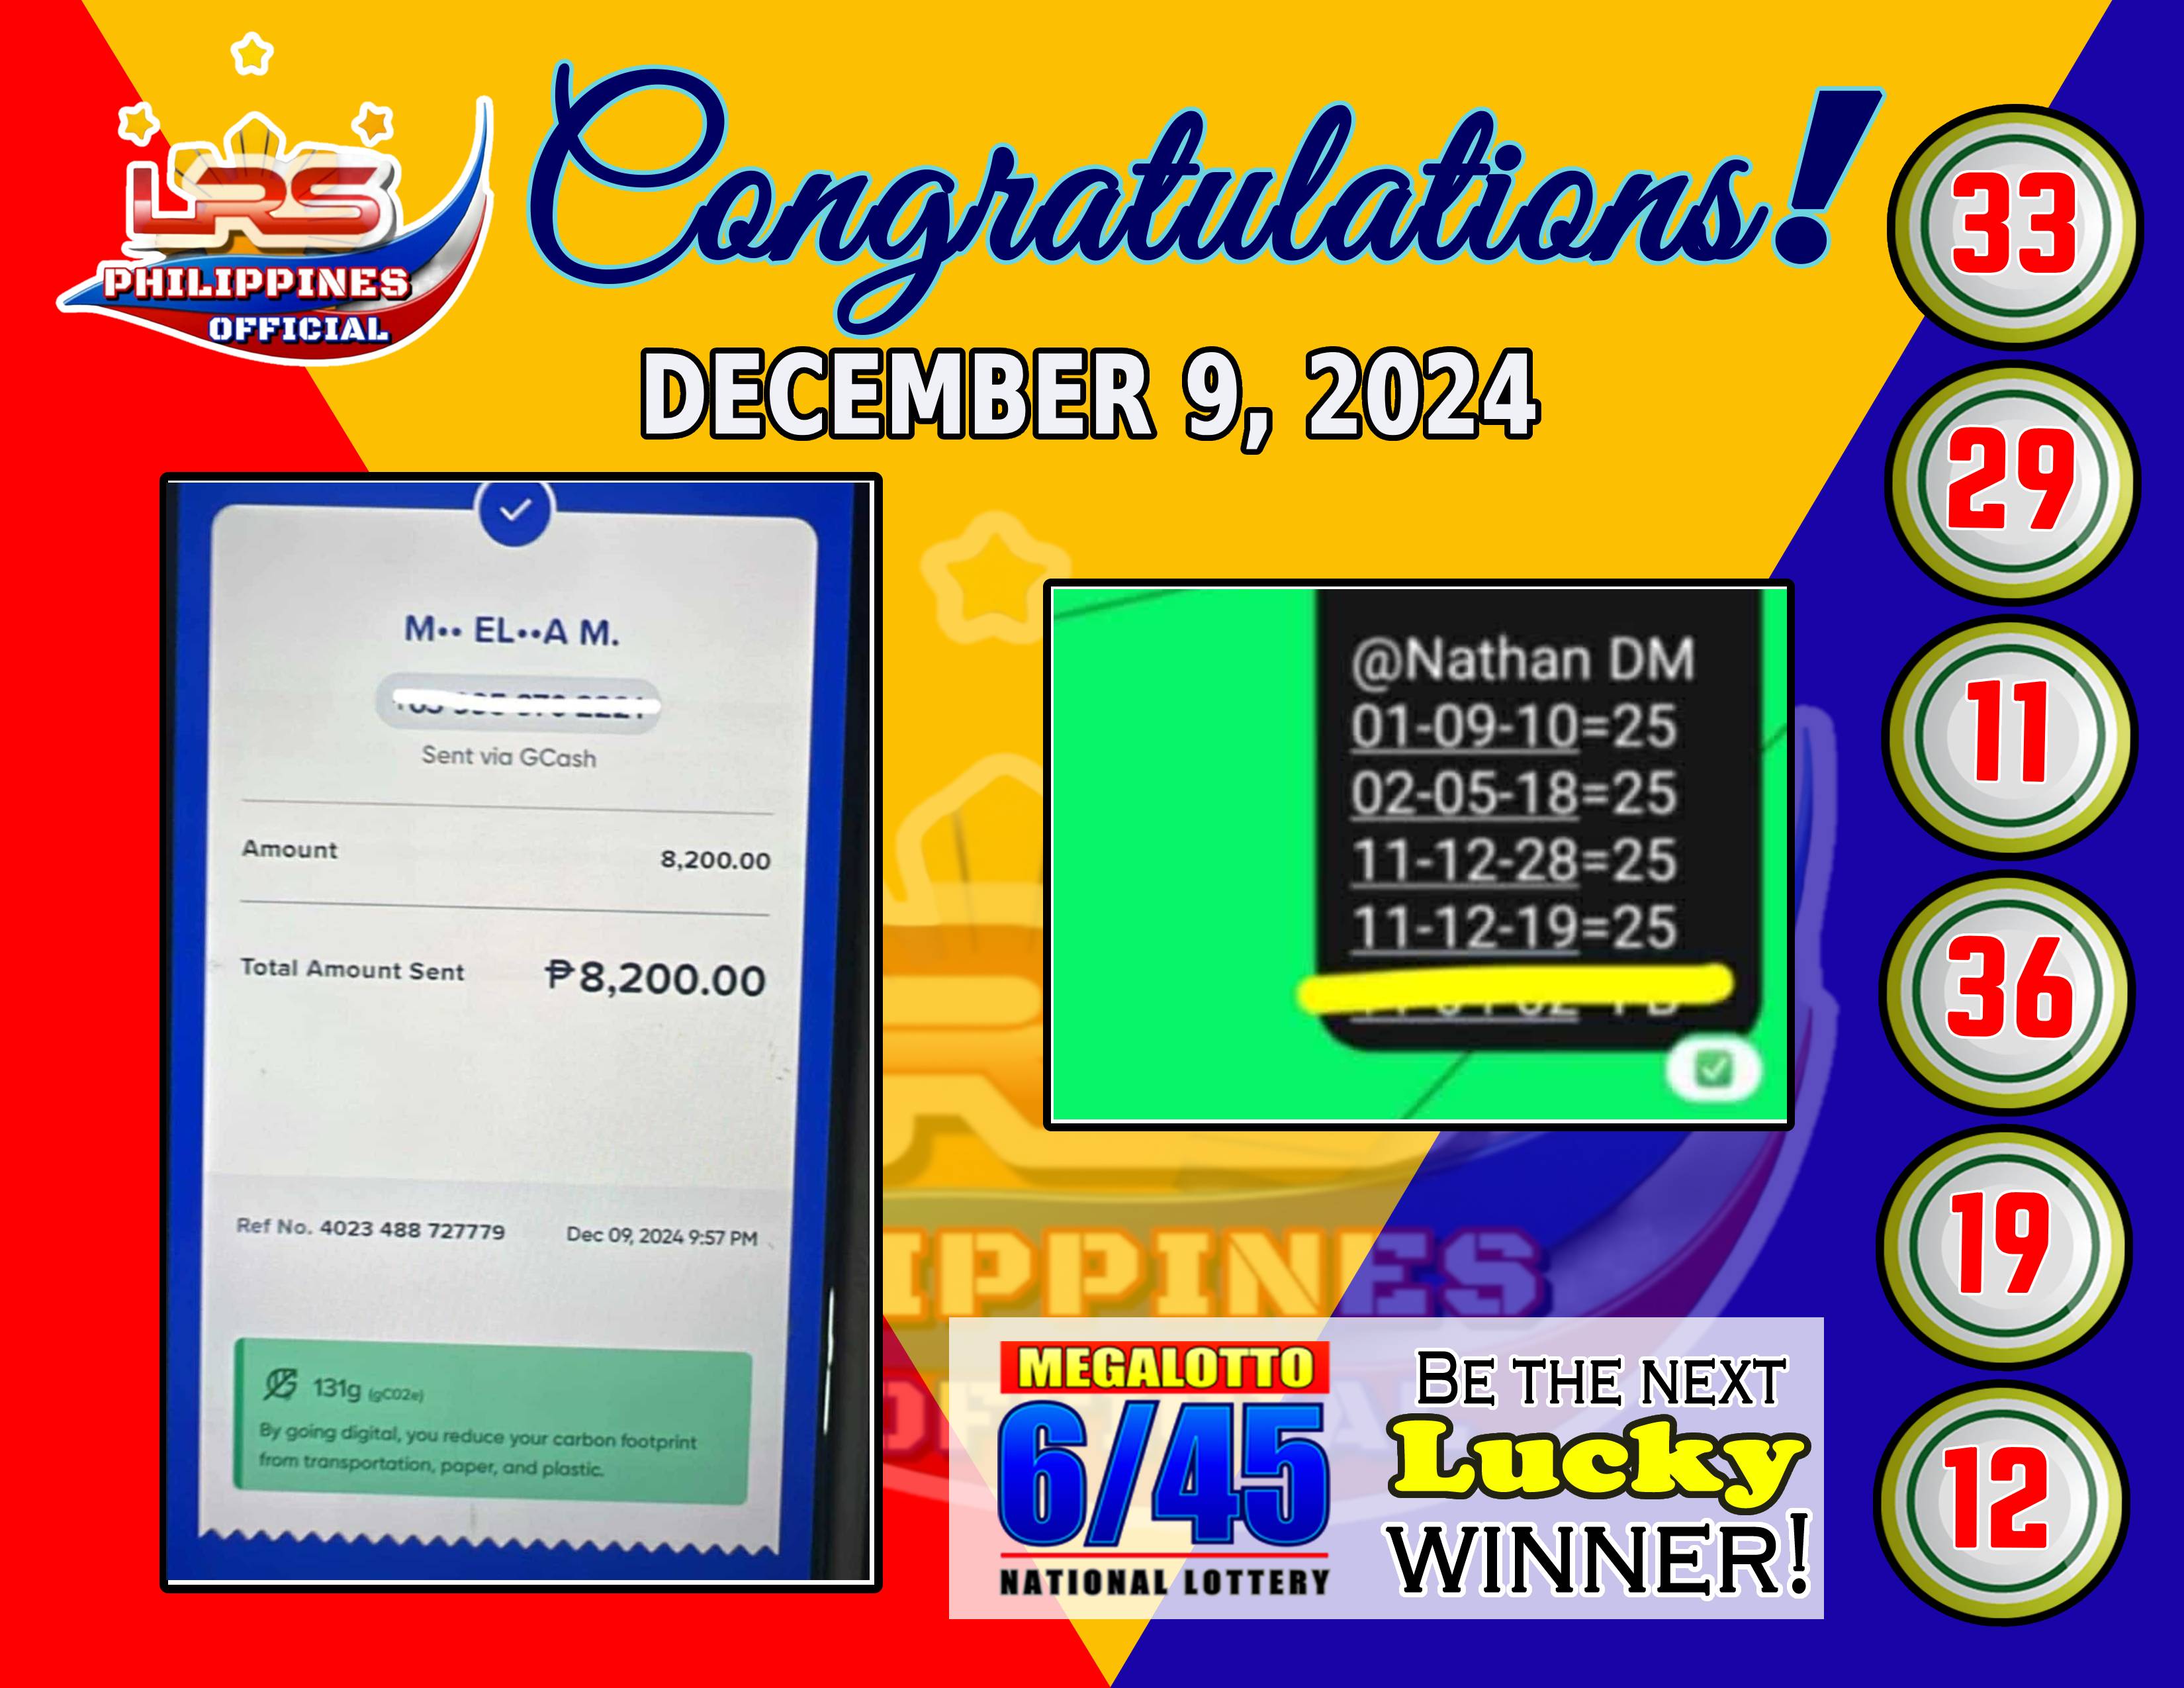 LRS
PHILIPPINES
OFFICIAL
Congratulations!
DECEMBER 9, 2024
M•• EL••A M.
Sent via GCash
Amount 8,200.00
Total Amount Sent ₱8,200.00
Ref No. 4023 488 727779 Dec 09, 2024 9:57 PM
131g (gCO2e)
By going digital, you reduce your carbon footprint
from transportation, paper, and plastic.
@Nathan DM
01-09-10=25
02-05-18=25
11-12-28=25
11-12-19=25
MEGALOTTO
6/45
NATIONAL LOTTERY
BE THE NEXT
Lucky
WINNER!
33
29
11
36
19
12